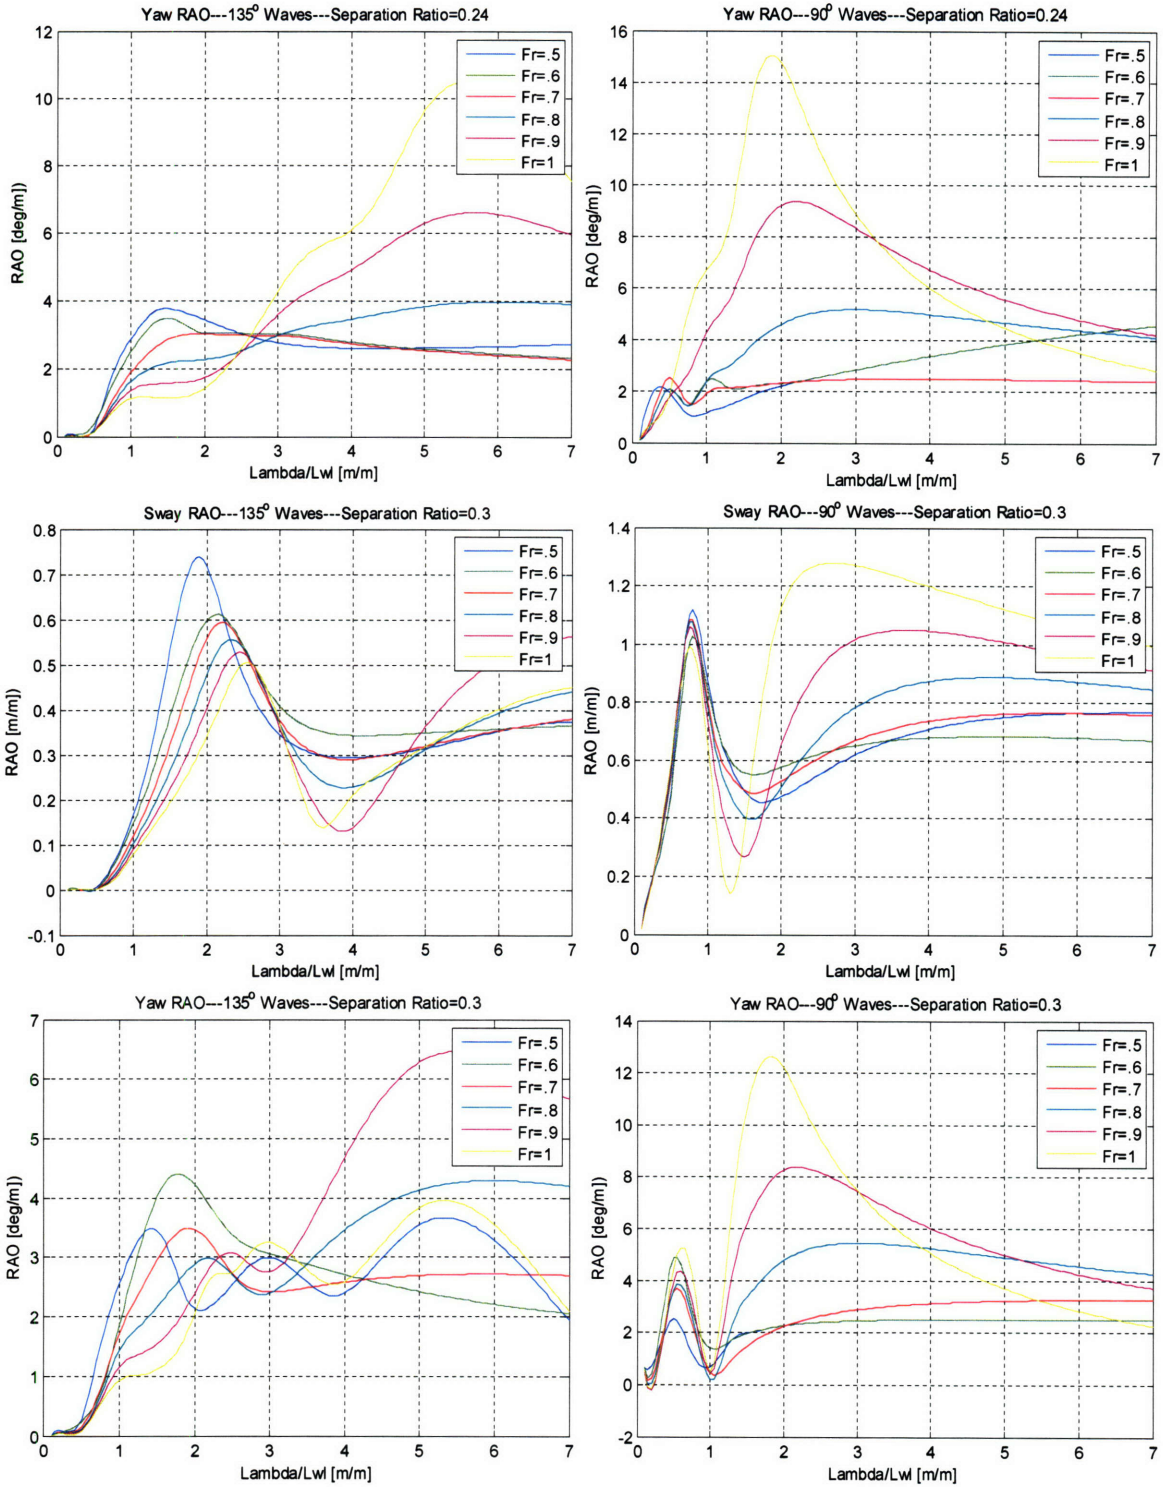 Yaw RAO---135° Waves---Separation Ratio=0.24
12
10
8
6
4
2
0
RAO [deg/m])
Fr=.5
Fr=.6
Fr=.7
Fr=.8
Fr=.9
Fr=1
0 1 2 3 4 5 6 7
Lambda/Lwl [m/m]
Yaw RAO---90° Waves---Separation Ratio=0.24
16
14
12
10
8
6
4
2
0
RAO [deg/m])
Fr=.5
Fr=.6
Fr=.7
Fr=.8
Fr=.9
Fr=1
0 1 2 3 4 5 6 7
Lambda/Lwl [m/m]
Sway RAO---135° Waves---Separation Ratio=0.3
0.8
0.7
0.6
0.5
0.4
0.3
0.2
0.1
0
-0.1
RAO [m/m])
Fr=.5
Fr=.6
Fr=.7
Fr=.8
Fr=.9
Fr=1
0 1 2 3 4 5 6 7
Lambda/Lwl [m/m]
Sway RAO---90° Waves---Separation Ratio=0.3
1.4
1.2
1
0.8
0.6
0.4
0.2
0
RAO [m/m])
Fr=.5
Fr=.6
Fr=.7
Fr=.8
Fr=.9
Fr=1
0 1 2 3 4 5 6 7
Lambda/Lwl [m/m]
Yaw RAO---135° Waves---Separation Ratio=0.3
7
6
5
4
3
2
1
0
RAO [deg/m])
Fr=.5
Fr=.6
Fr=.7
Fr=.8
Fr=.9
Fr=1
0 1 2 3 4 5 6 7
Lambda/Lwl [m/m]
Yaw RAO---90° Waves---Separation Ratio=0.3
14
12
10
8
6
4
2
0
-2
RAO [deg/m])
Fr=.5
Fr=.6
Fr=.7
Fr=.8
Fr=.9
Fr=1
0 1 2 3 4 5 6 7
Lambda/Lwl [m/m]